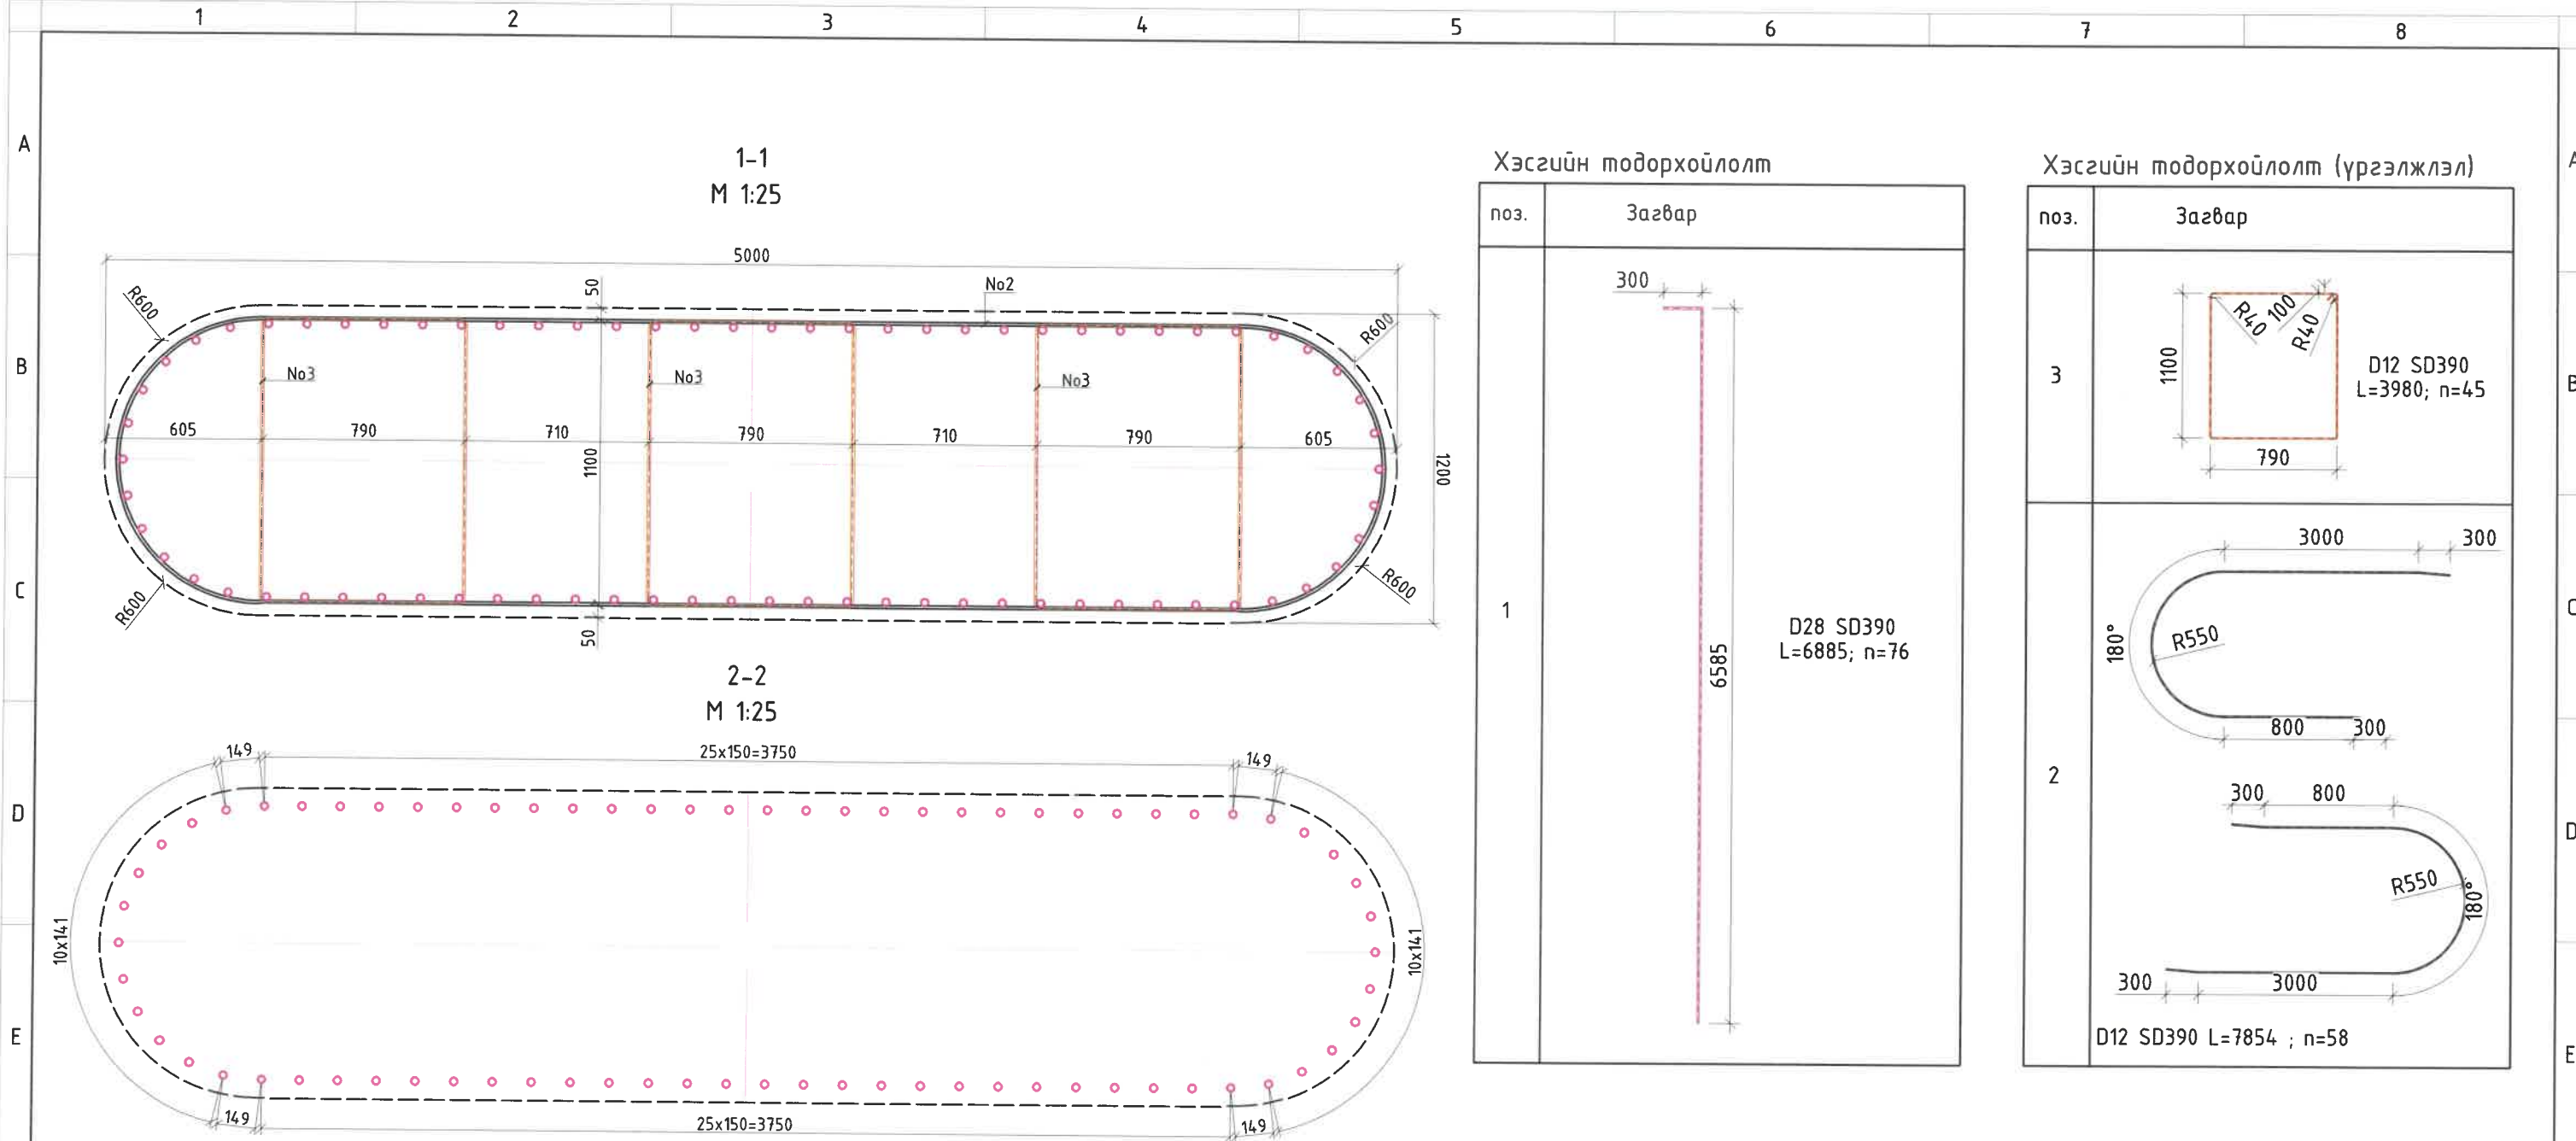 1 2 3 4 5 6 7 8
A
B
C
D
E
A
B
C
D
E
1-1
M 1:25
5000
R600
50
No2
R600
No3
No3
No3
605
790
710
790
710
790
605
1100
1200
R600
50
R600
2-2
M 1:25
149
25x150=3750
149
10x141
10x141
149
25x150=3750
149
Хэсгийн тодорхойлолт
поз. Загвар
300
1
6585
D28 SD390
L=6885; n=76
Хэсгийн тодорхойлолт (үргэлжлэл)
поз. Загвар
3
R40
100
R40
1100
790
D12 SD390
L=3980; n=45
2
3000
300
180°
R550
800
300
300
800
R550
180°
300
3000
D12 SD390 L=7854 ; n=58